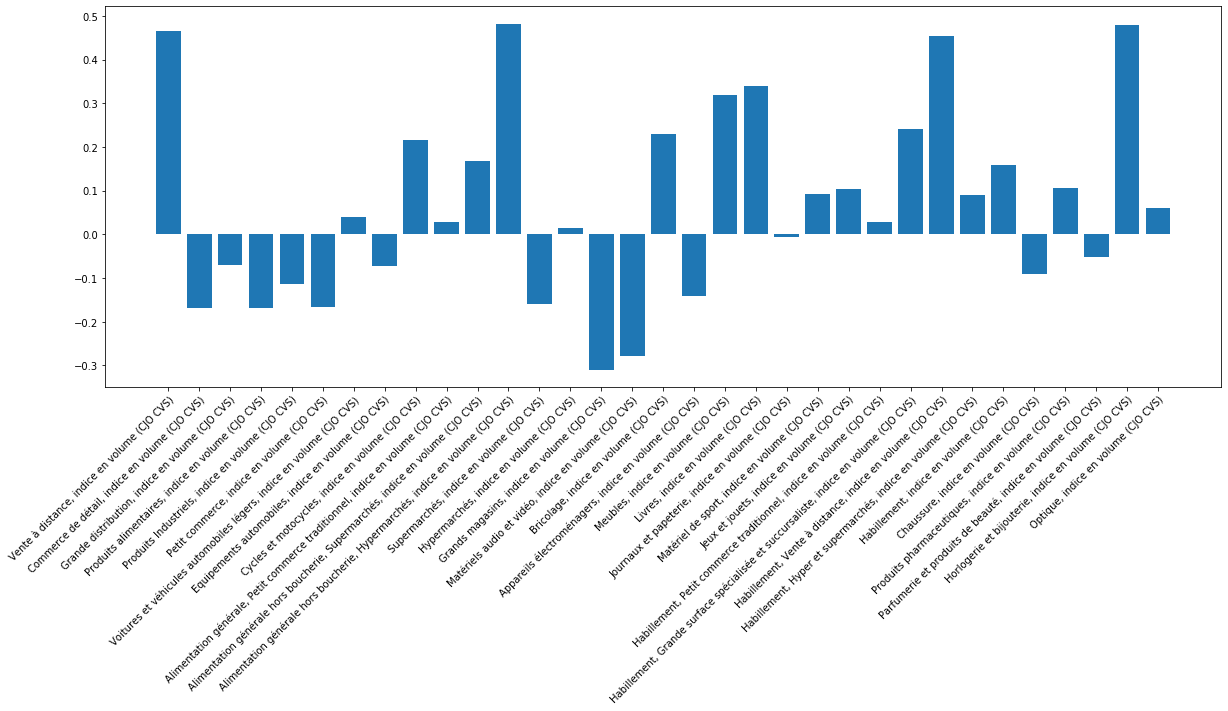 0.5
0.4
0.3
0.2
0.1
0.0
−0.1
−0.2
−0.3
Vente à distance, indice en volume (CJO CVS)
Commerce de détail, indice en volume (CJO CVS)
Grande distribution, indice en volume (CJO CVS)
Produits alimentaires, indice en volume (CJO CVS)
Produits Industriels, indice en volume (CJO CVS)
Petit commerce, indice en volume (CJO CVS)
Voitures et véhicules automobiles légers, indice en volume (CJO CVS)
Equipements automobiles, indice en volume (CJO CVS)
Cycles et motocycles, indice en volume (CJO CVS)
Alimentation générale, Petit commerce traditionnel, indice en volume (CJO CVS)
Alimentation générale hors boucherie, Supermarchés, indice en volume (CJO CVS)
Alimentation générale hors boucherie, Hypermarchés, indice en volume (CJO CVS)
Supermarchés, indice en volume (CJO CVS)
Hypermarchés, indice en volume (CJO CVS)
Grands magasins, indice en volume (CJO CVS)
Matériels audio et vidéo, indice en volume (CJO CVS)
Bricolage, indice en volume (CJO CVS)
Appareils électroménagers, indice en volume (CJO CVS)
Meubles, indice en volume (CJO CVS)
Livres, indice en volume (CJO CVS)
Journaux et papeterie, indice en volume (CJO CVS)
Matériel de sport, indice en volume (CJO CVS)
Jeux et jouets, indice en volume (CJO CVS)
Habillement, Petit commerce traditionnel, indice en volume (CJO CVS)
Habillement, Grande surface spécialisée et succursaliste, indice en volume (CJO CVS)
Habillement, Vente à distance, indice en volume (CJO CVS)
Habillement, Hyper et supermarchés, indice en volume (CJO CVS)
Habillement, indice en volume (CJO CVS)
Chaussure, indice en volume (CJO CVS)
Produits pharmaceutiques, indice en volume (CJO CVS)
Parfumerie et produits de beauté, indice en volume (CJO CVS)
Horlogerie et bijouterie, indice en volume (CJO CVS)
Optique, indice en volume (CJO CVS)